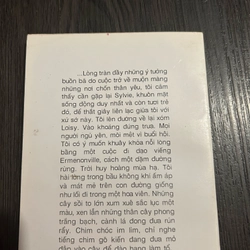 ...Lòng tràn đầy những ý tưởng
buồn bã do cuộc trở về muộn màng
những nơi chốn thân yêu, tôi cảm
thấy cần gặp lại Sylvie, khuôn mặt
sống động duy nhất và còn tươi trẻ
đó, để thắt giây liên lạc giữa tôi với
xứ sở này. Tôi lên đường về lại xóm
Loisy. Vào khoảng đứng trưa. Mọi
người ngủ yên, mỏi mệt vì buổi hội.
Tôi có ý muốn khuây khỏa nỗi lòng
bằng một cuộc đi dạo viếng
Ermenonville, cách một dặm đường
rừng. Trời huy hoàng mùa hạ. Tôi
hài lòng trong bầu không khí ấm áp
và mát mẻ trên con đường giống
như lối đi trong một hoa viên. Những
cây sồi to lớn xum xuê sắc lục một
màu, xen lẫn những thân cây phong
trắng bạch, cành lá đong đưa run
rẩy. Chim chóc im lìm, chỉ nghe
tiếng chim gõ kiến đang đưa mỏ